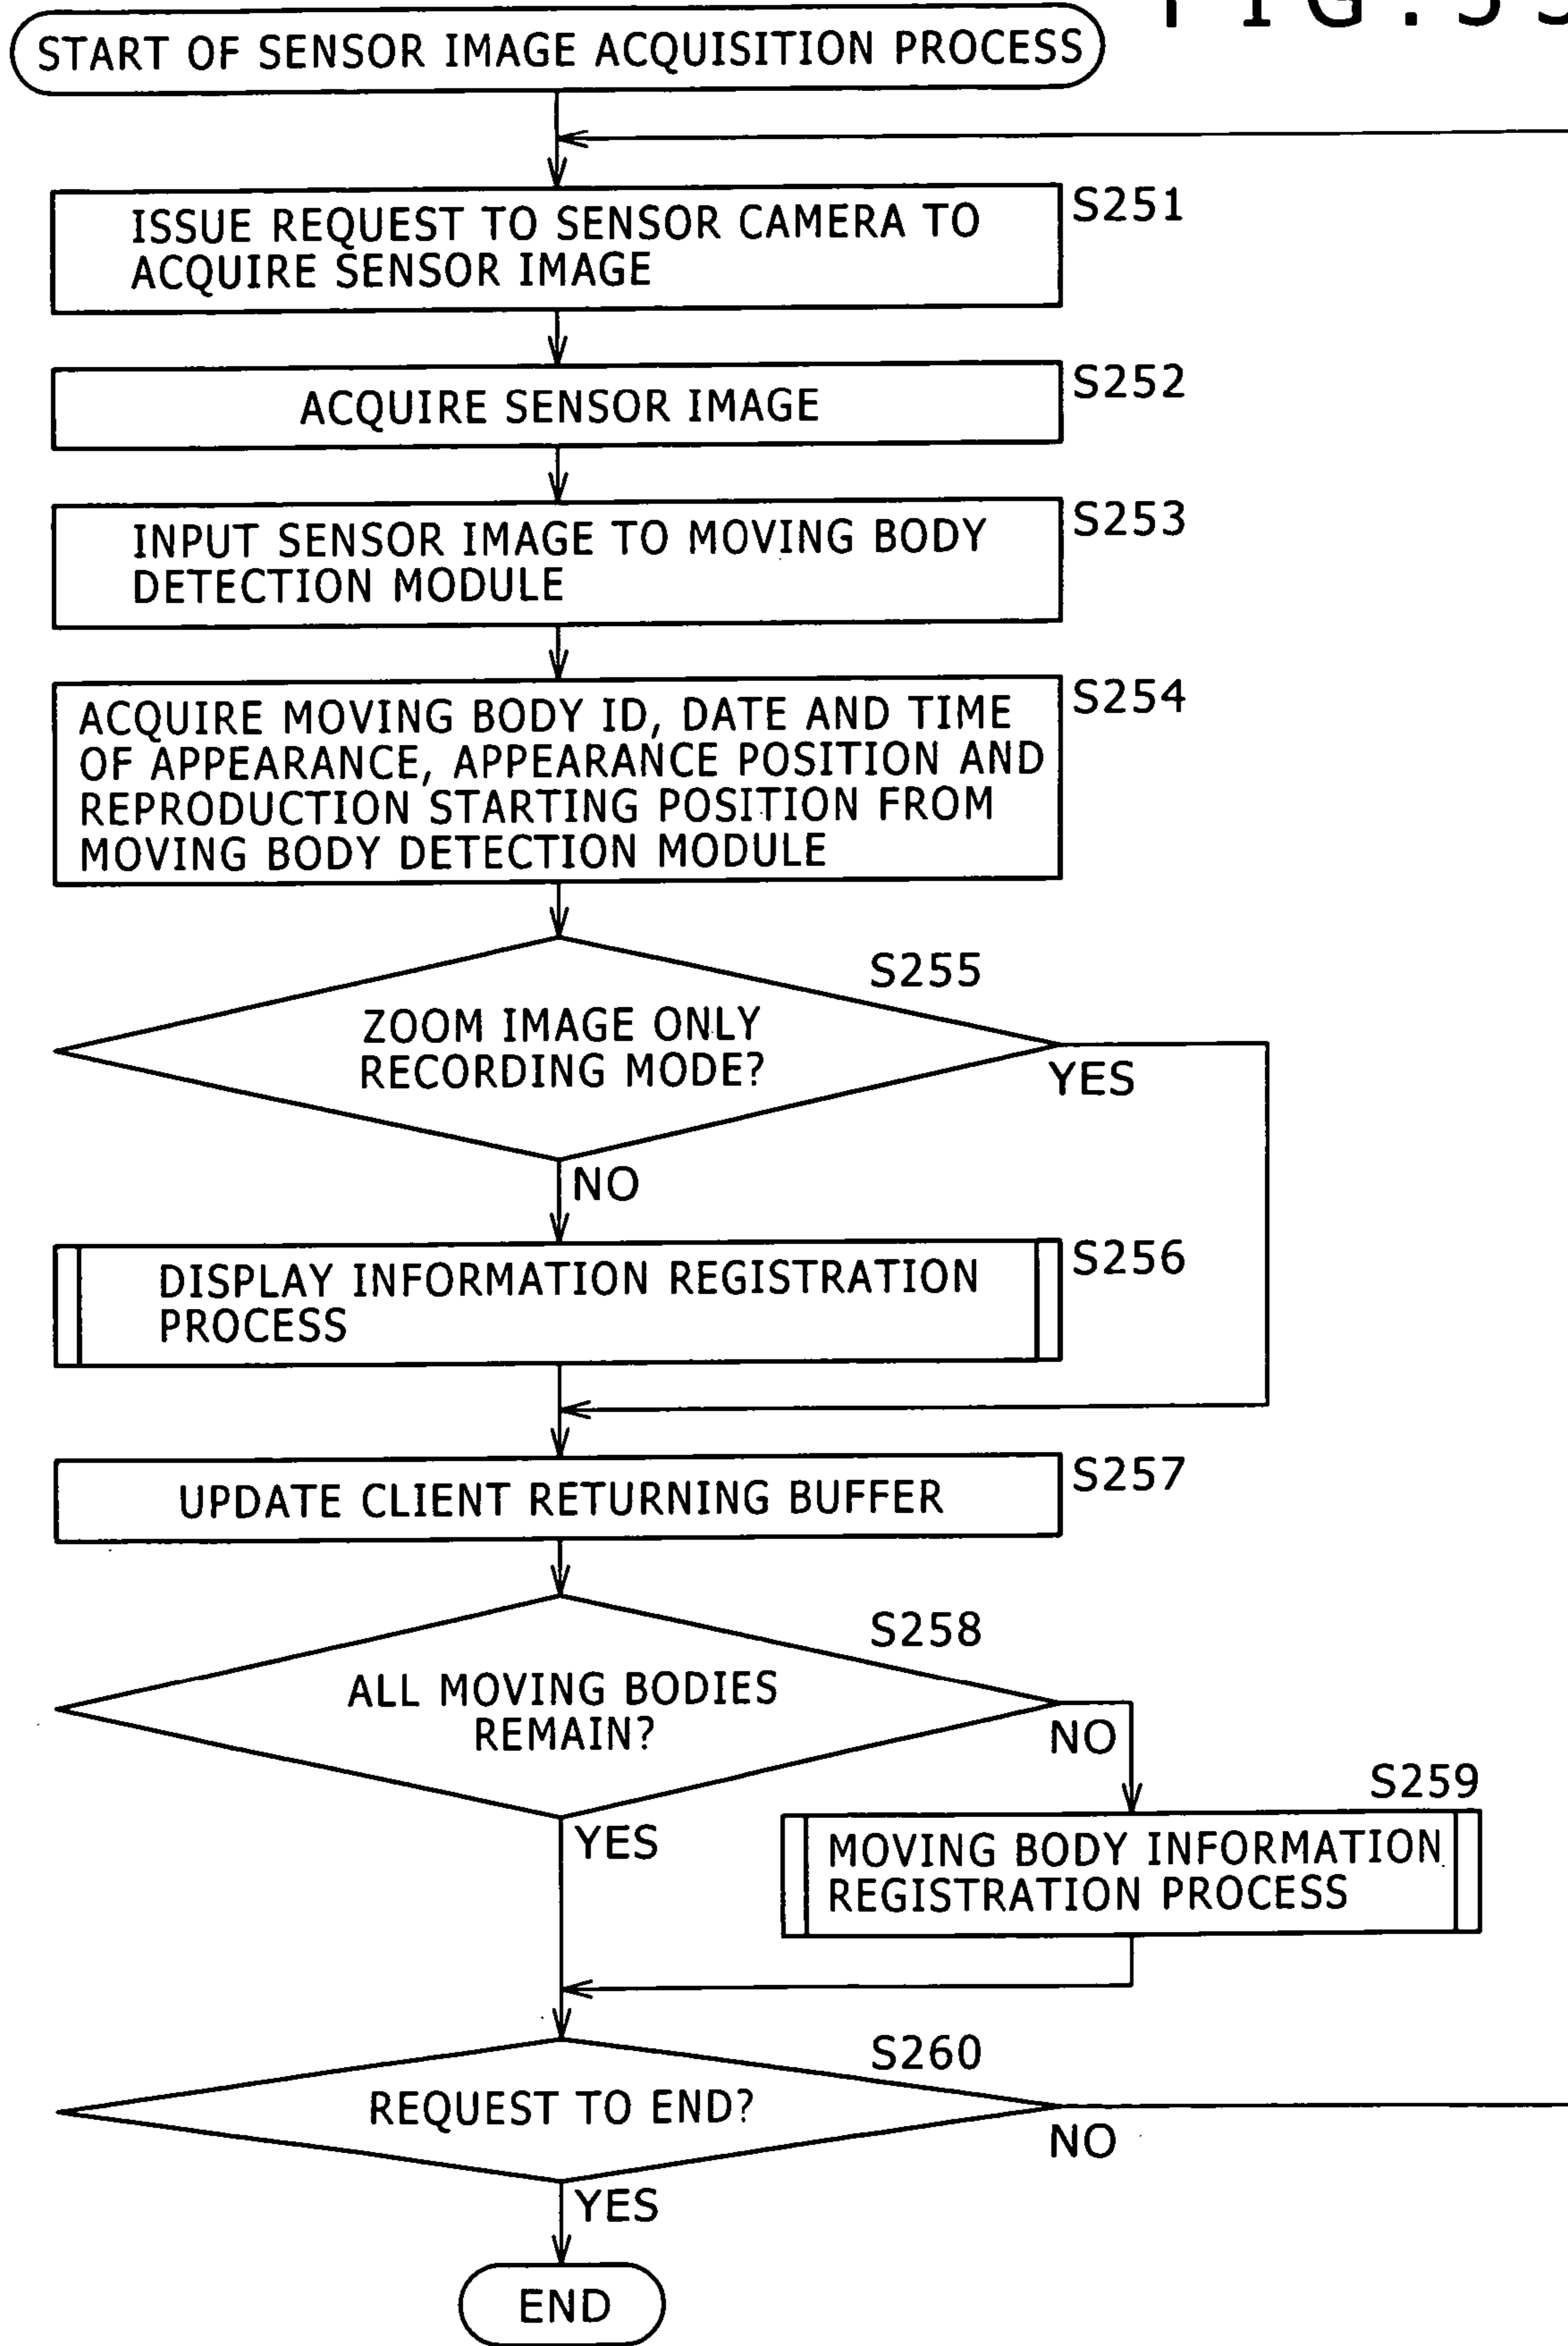 START OF SENSOR IMAGE ACQUISITION PROCESS
ISSUE REQUEST TO SENSOR CAMERA TO
ACQUIRE SENSOR IMAGE
S251
ACQUIRE SENSOR IMAGE
S252
INPUT SENSOR IMAGE TO MOVING BODY
DETECTION MODULE
S253
ACQUIRE MOVING BODY ID, DATE AND TIME
OF APPEARANCE, APPEARANCE POSITION AND
REPRODUCTION STARTING POSITION FROM
MOVING BODY DETECTION MODULE
S254
S255
ZOOM IMAGE ONLY
RECORDING MODE?
YES
NO
DISPLAY INFORMATION REGISTRATION
PROCESS
S256
UPDATE CLIENT RETURNING BUFFER
S257
S258
ALL MOVING BODIES
REMAIN?
NO
YES
S259
MOVING BODY INFORMATION
REGISTRATION PROCESS
S260
REQUEST TO END?
NO
YES
END